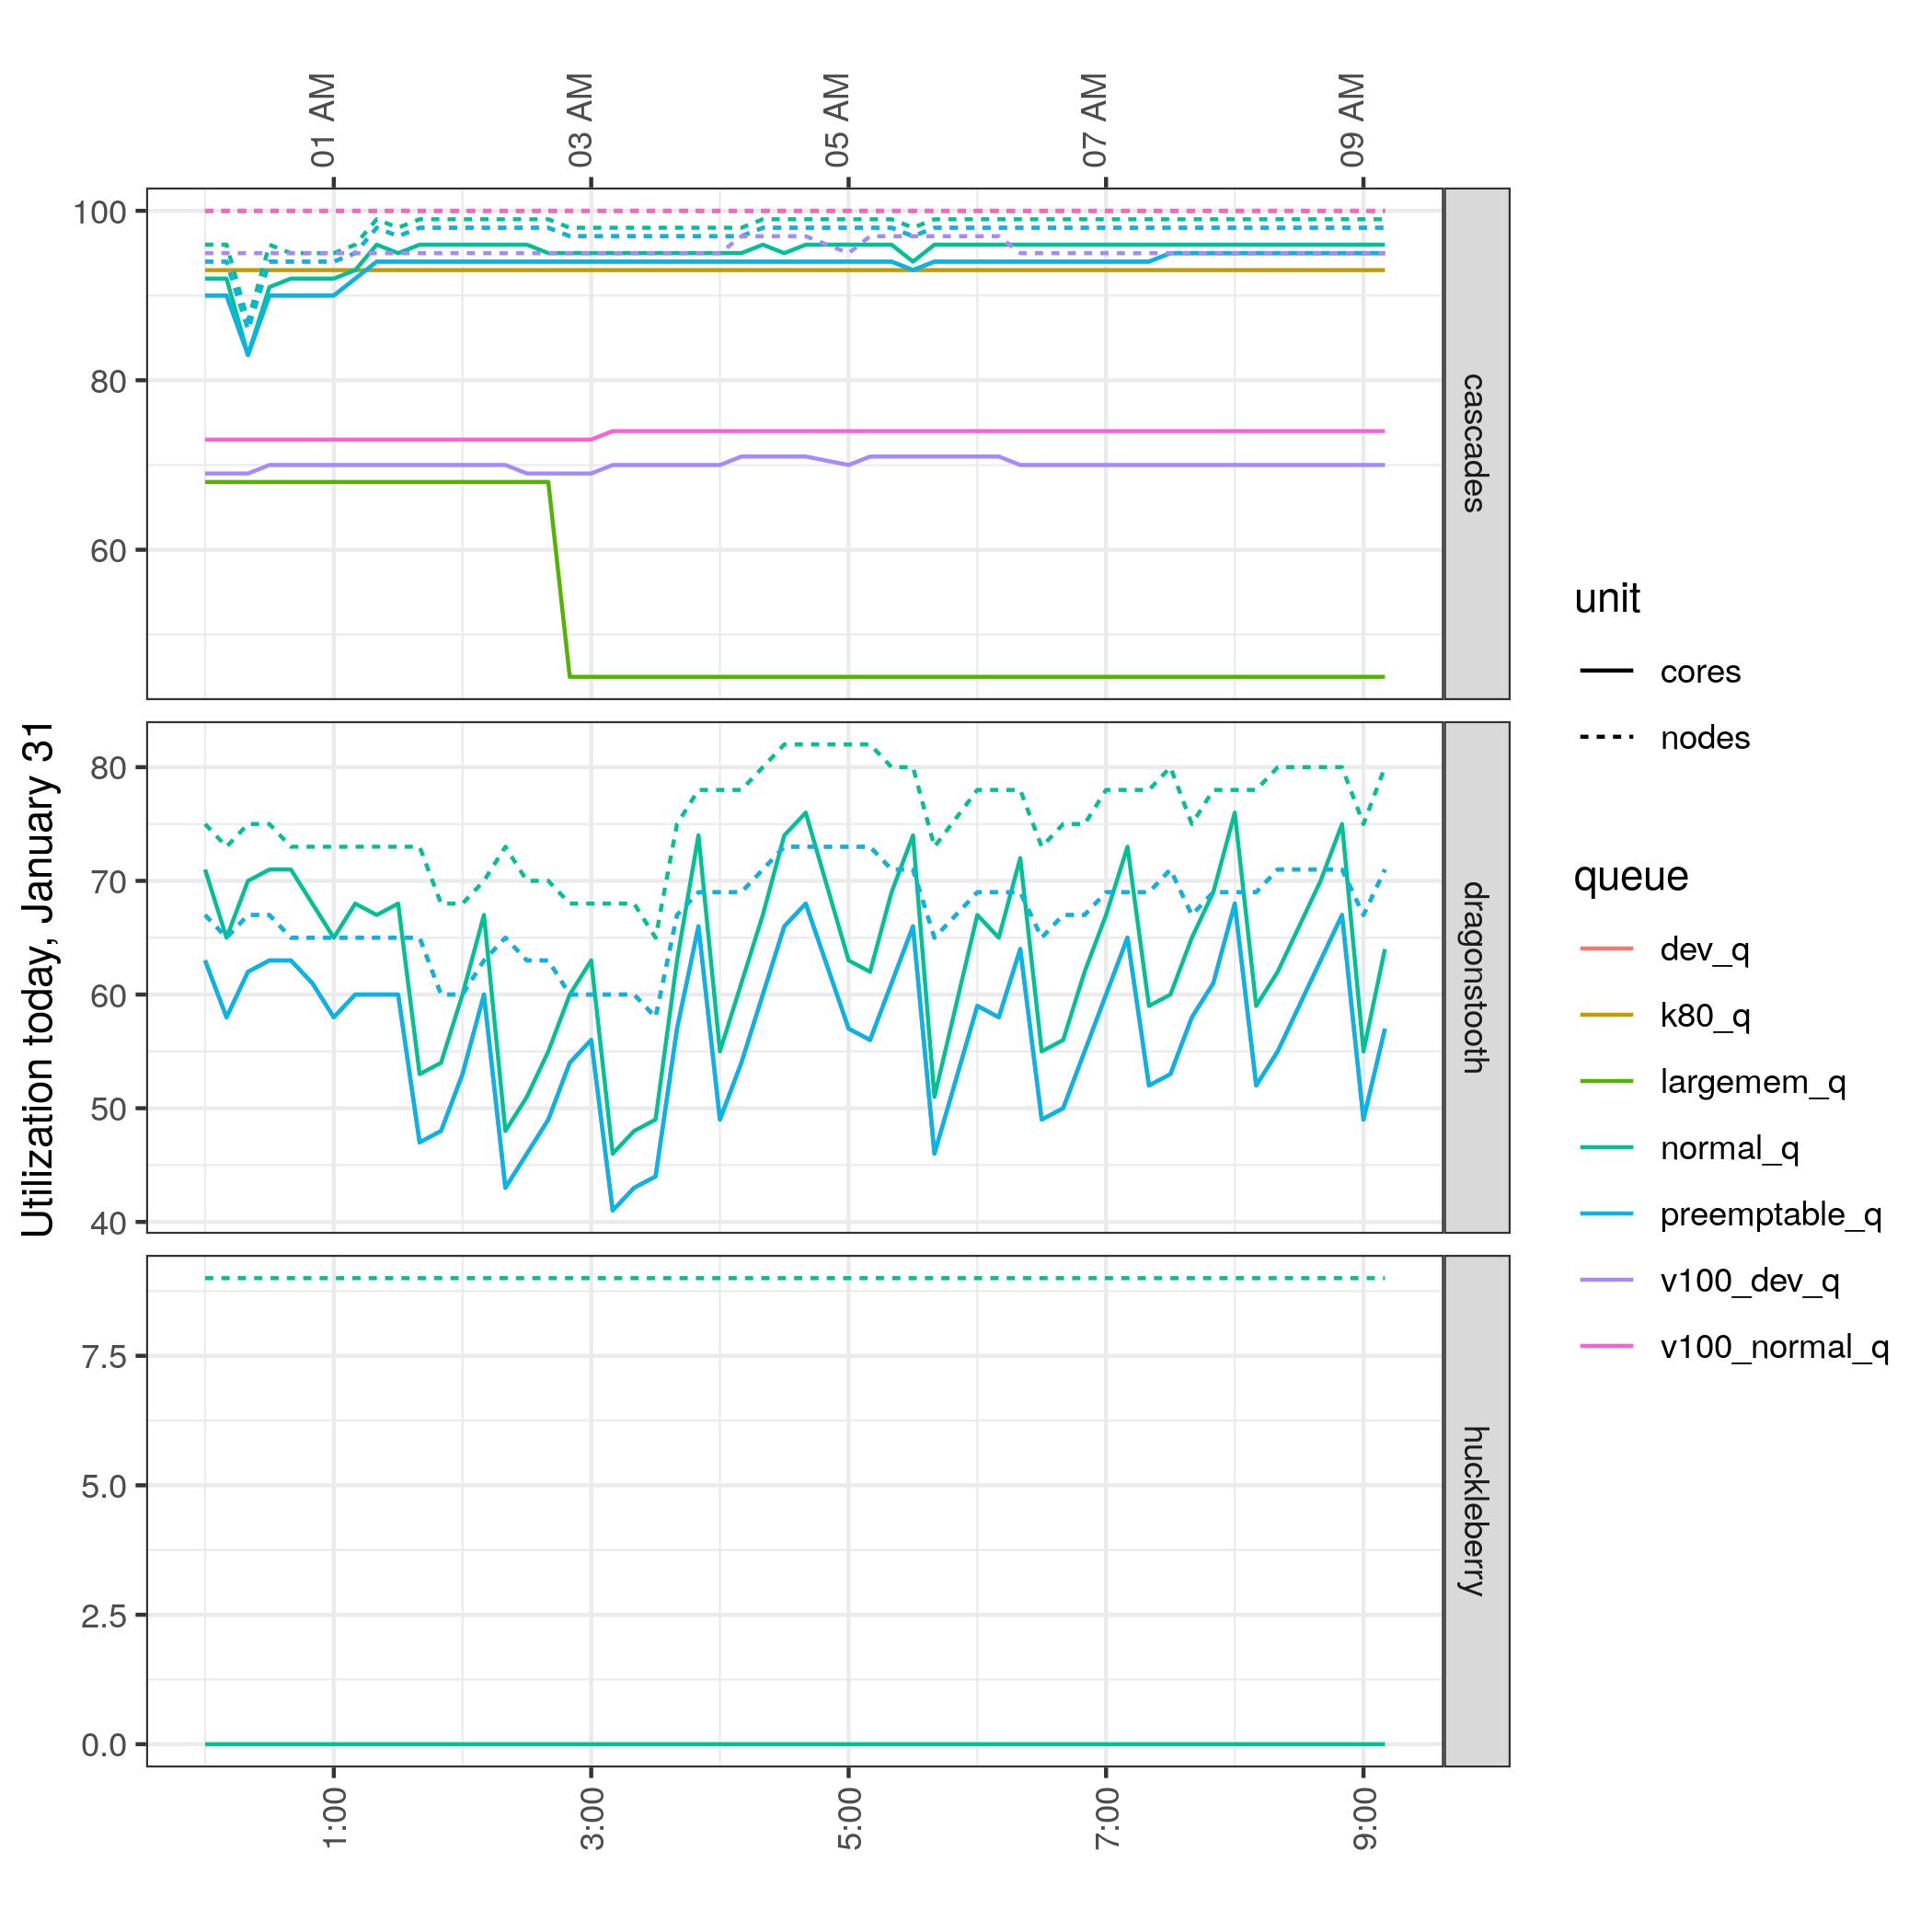 01 AM
03 AM
05 AM
07 AM
09 AM
Utilization today, January 31
100
80
60
cascades
80
70
60
50
40
dragonstooth
7.5
5.0
2.5
0.0
huckleberry
1:00
3:00
5:00
7:00
9:00
unit
cores
nodes
queue
dev_q
k80_q
largemem_q
normal_q
preemptable_q
v100_dev_q
v100_normal_q